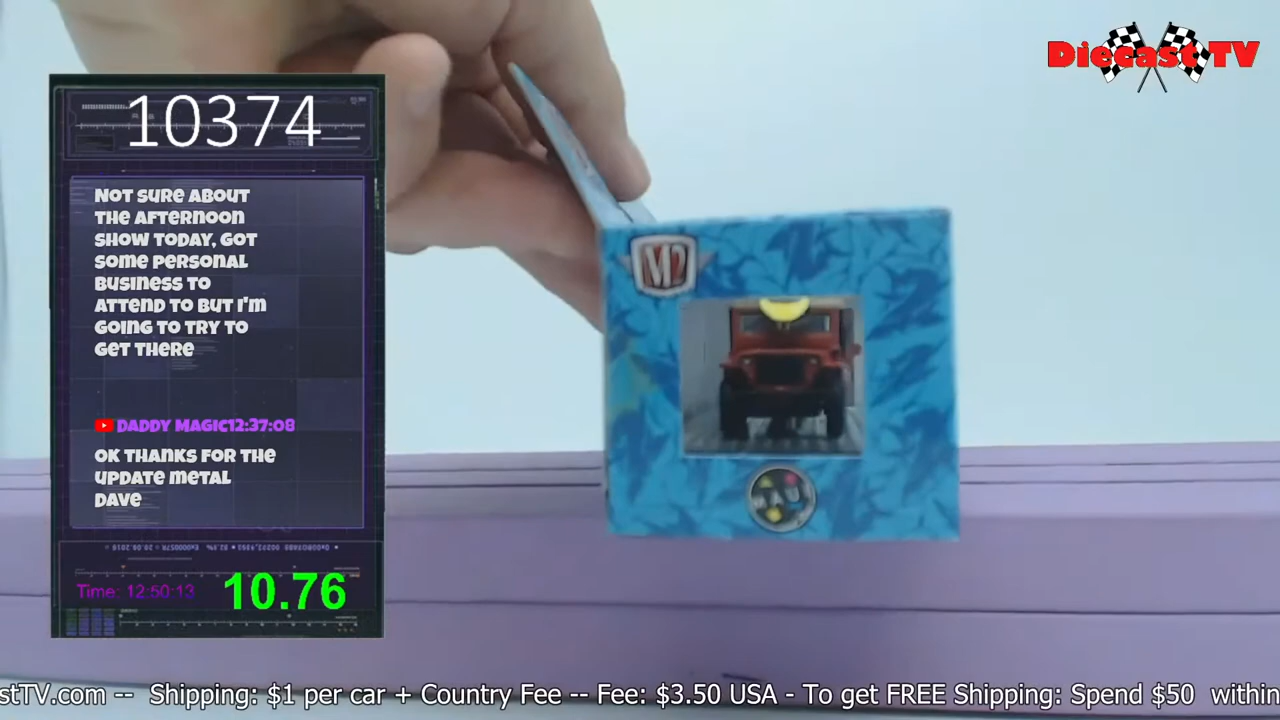 Diecast TV
10374
NOT SURE ABOUT
THE AFTERNOON
SHOW TODAY, GOT
SOME PERSONAL
BUSINESS TO
ATTEND TO BUT I'M
GOING TO TRY TO
GET THERE
DADDY MAGIC12:37:08
OK THANKS FOR THE
UPDATE METAL
DAVE
Time: 12:50:13
10.76
M2
MAUI
stTV.com -- Shipping: $1 per car + Country Fee -- Fee: $3.50 USA - To get FREE Shipping: Spend $50 within